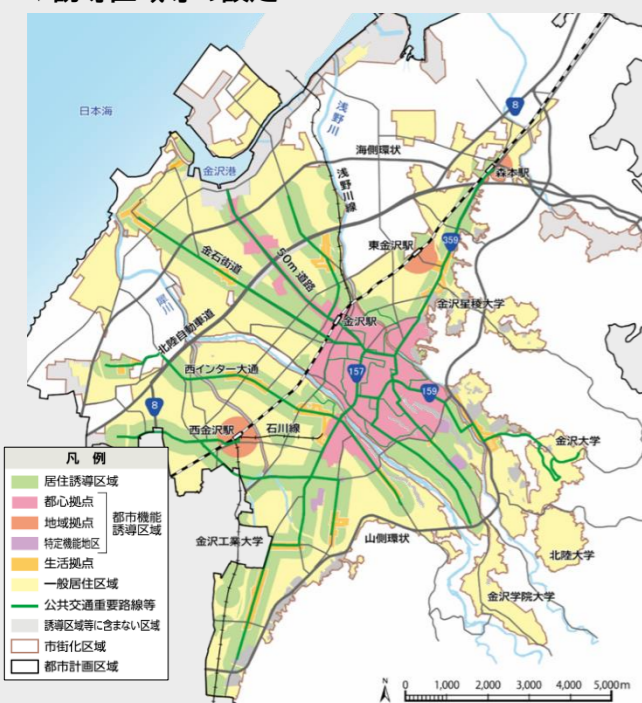 日本海
金沢港
浅野川
浅野川線
海側環状
8
森本駅
東金沢駅
359
金石街道
50m道路
金沢星稜大学
犀川
北陸自動車道
金沢駅
西インター大通
157
159
8
西金沢駅
石川線
金沢大学
金沢工業大学
山側環状
北陸大学
金沢学院大学
凡 例
居住誘導区域
都心拠点
地域拠点
特定機能地区
都市機能
誘導区域
生活拠点
一般居住区域
公共交通重要路線等
誘導区域等に含まない区域
市街化区域
都市計画区域
N
0 1,000 2,000 3,000 4,000 5,000m